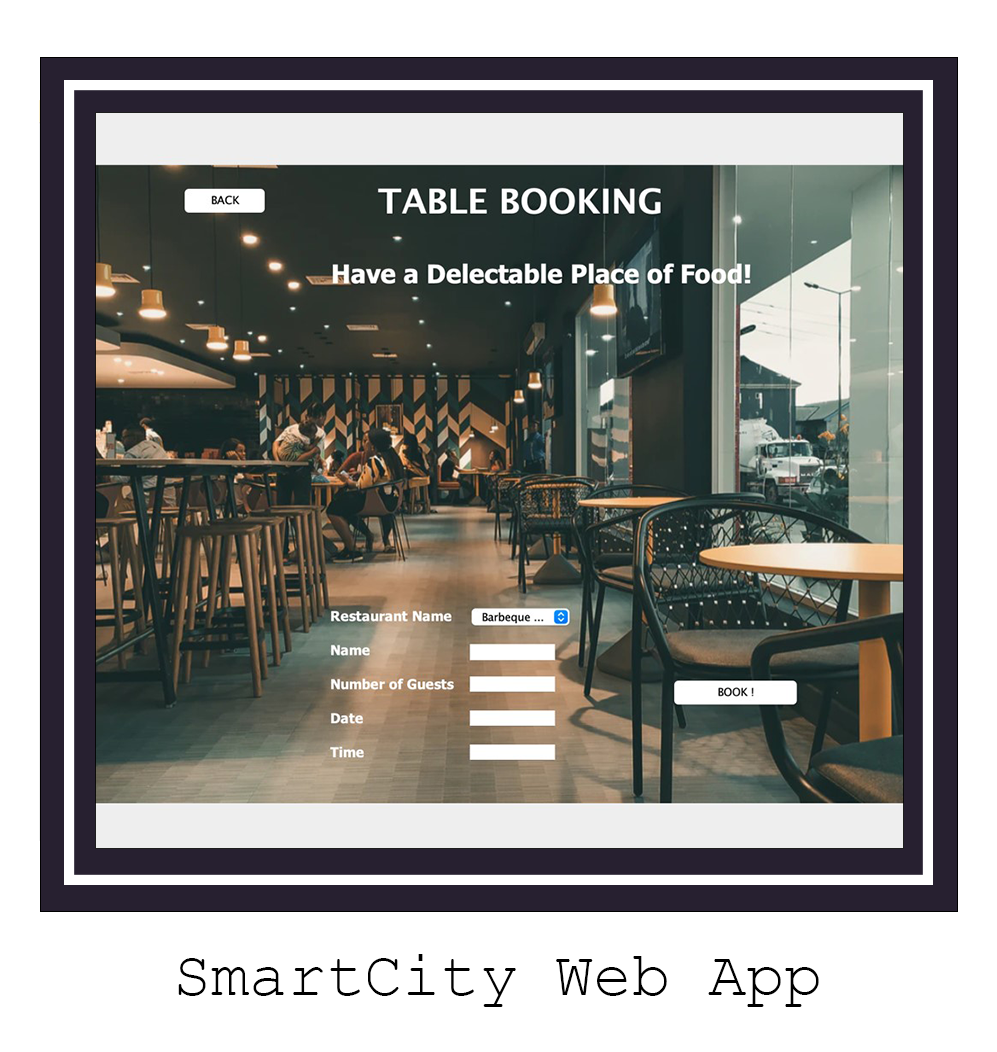 BACK
TABLE BOOKING
Have a Delectable Place of Food!
Restaurant Name
Barbeque ...
Name
Number of Guests
BOOK !
Date
Time
SmartCity Web App